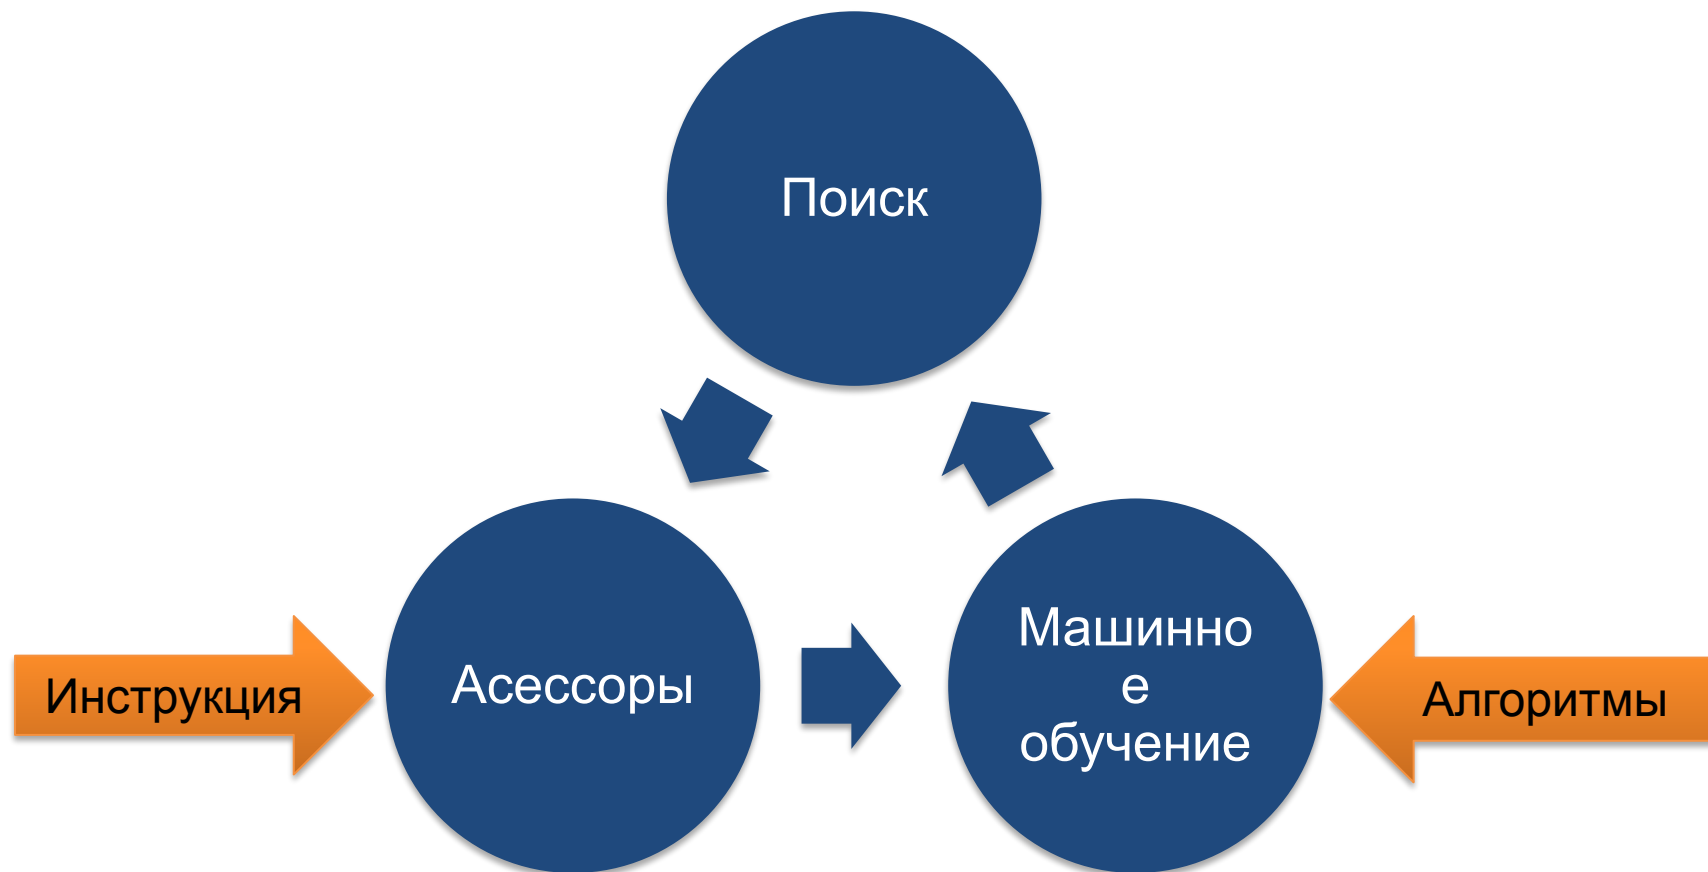 Поиск
Инструкция
Асессоры
Машинно
е
обучение
Алгоритмы